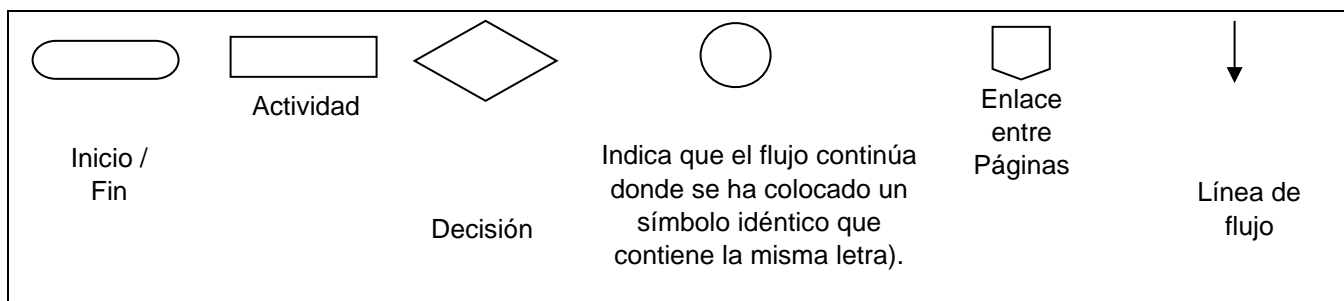 Inicio /
Fin
Actividad
Decisión
Indica que el flujo continúa
donde se ha colocado un
símbolo idéntico que
contiene la misma letra).
Enlace
entre
Páginas
Línea de
flujo